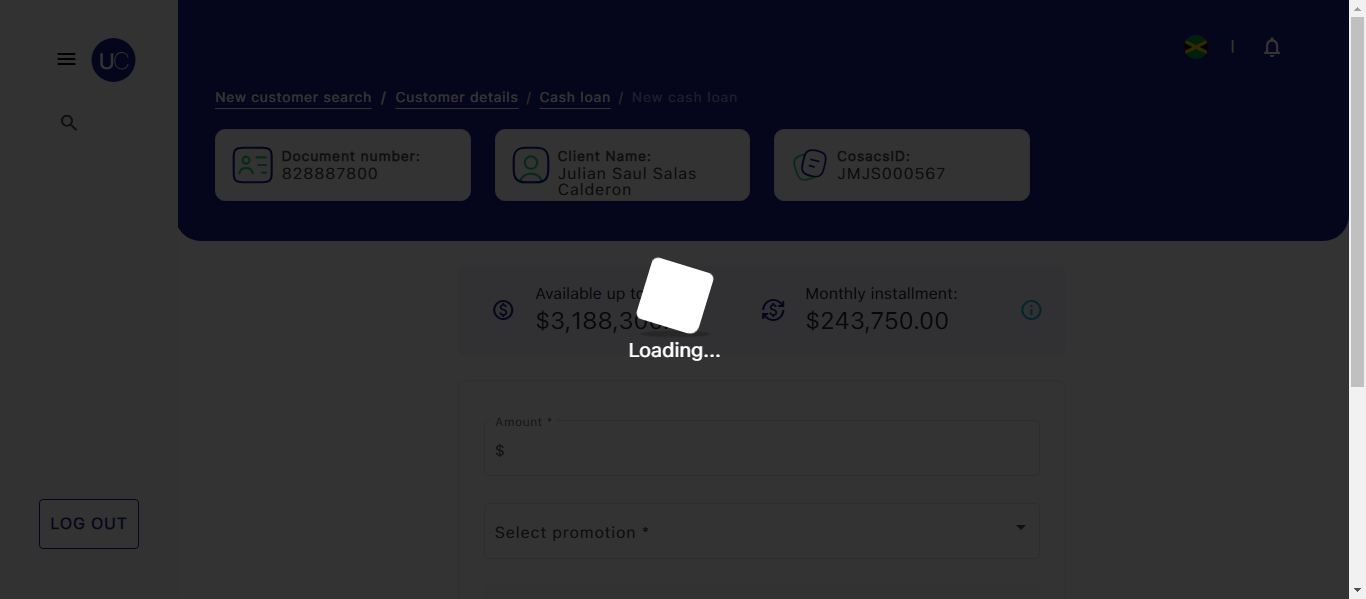 UC
New customer search / Customer details / Cash loan / New cash loan
Document number:
828887800
Client Name:
Julian Saul Salas
Calderon
CosacsID:
JMJS000567
Available up to
$3,188,300.
Monthly installment:
$243,750.00
Loading...
Amount *
$
Select promotion *
LOG OUT